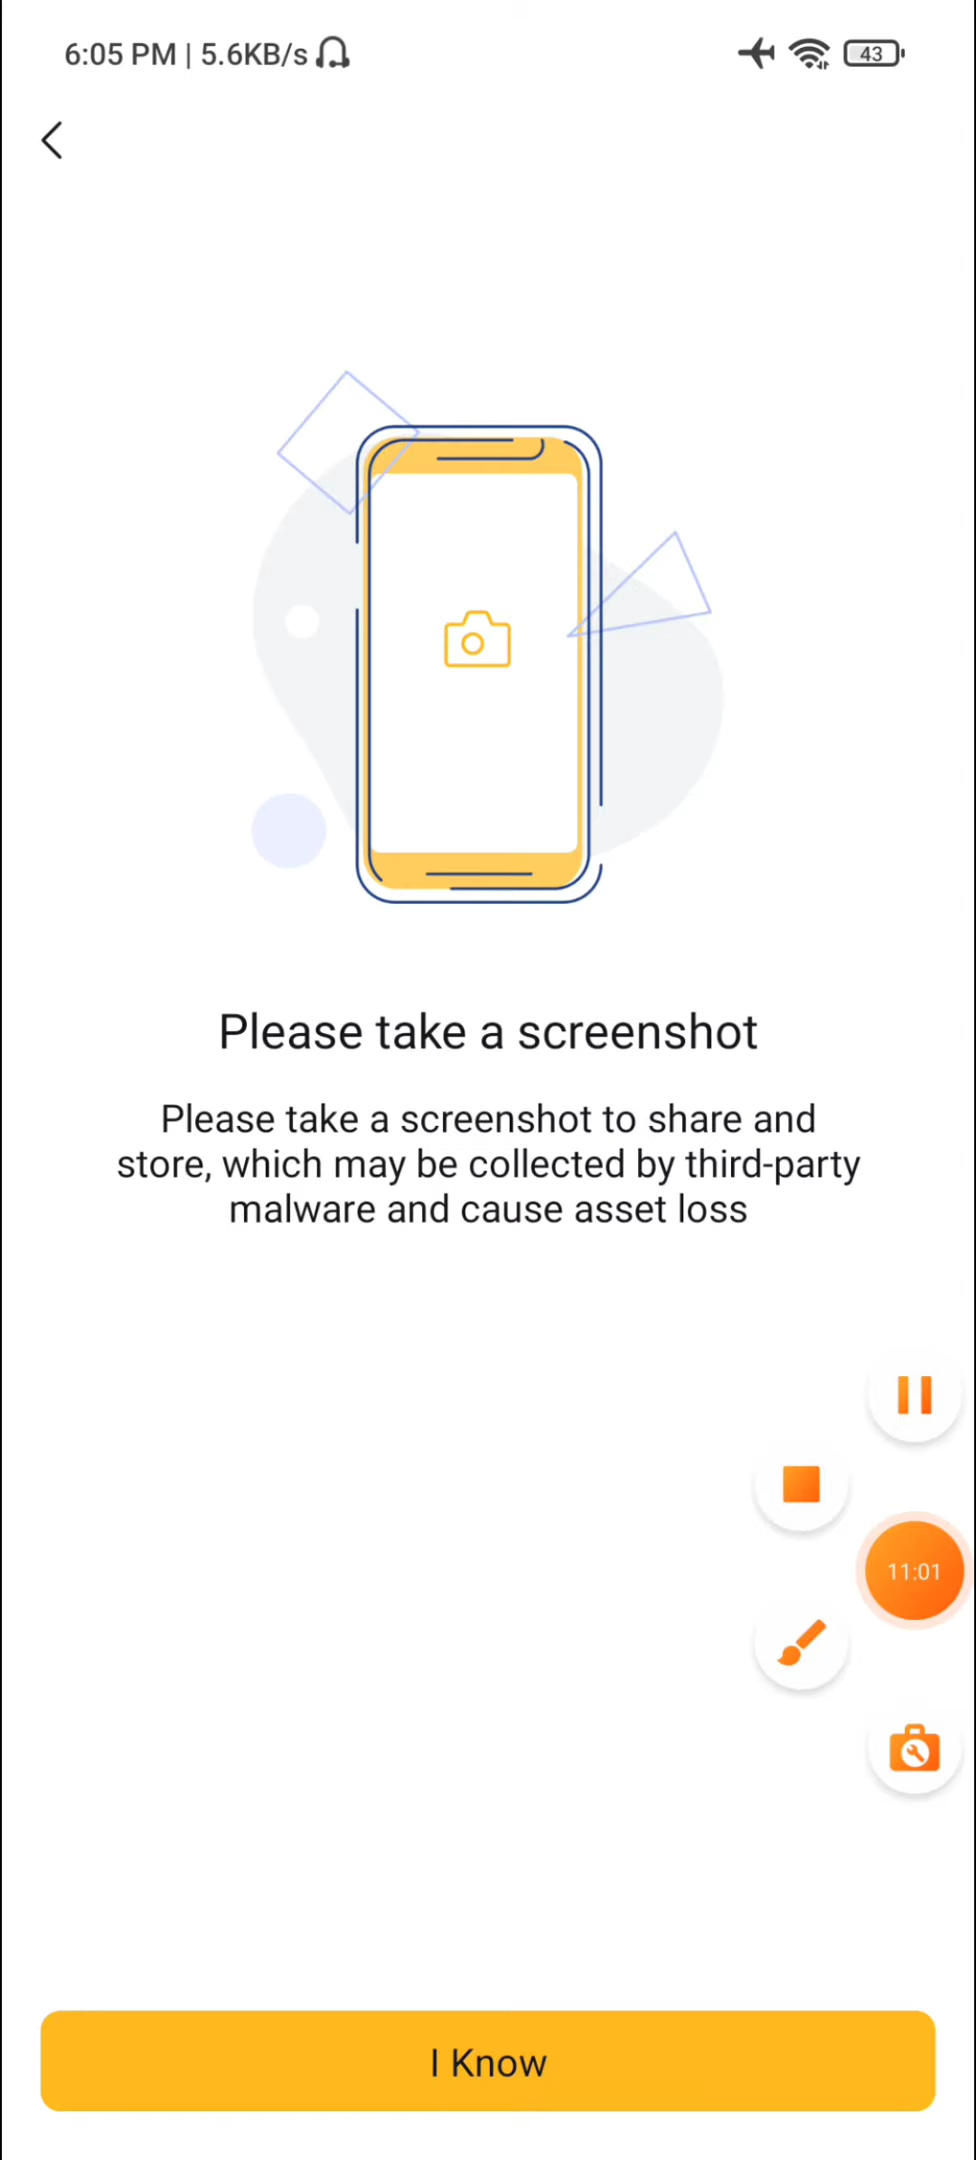 6:05 PM | 5.6KB/s
43
Please take a screenshot
Please take a screenshot to share and
store, which may be collected by third-party
malware and cause asset loss
11:01
I Know